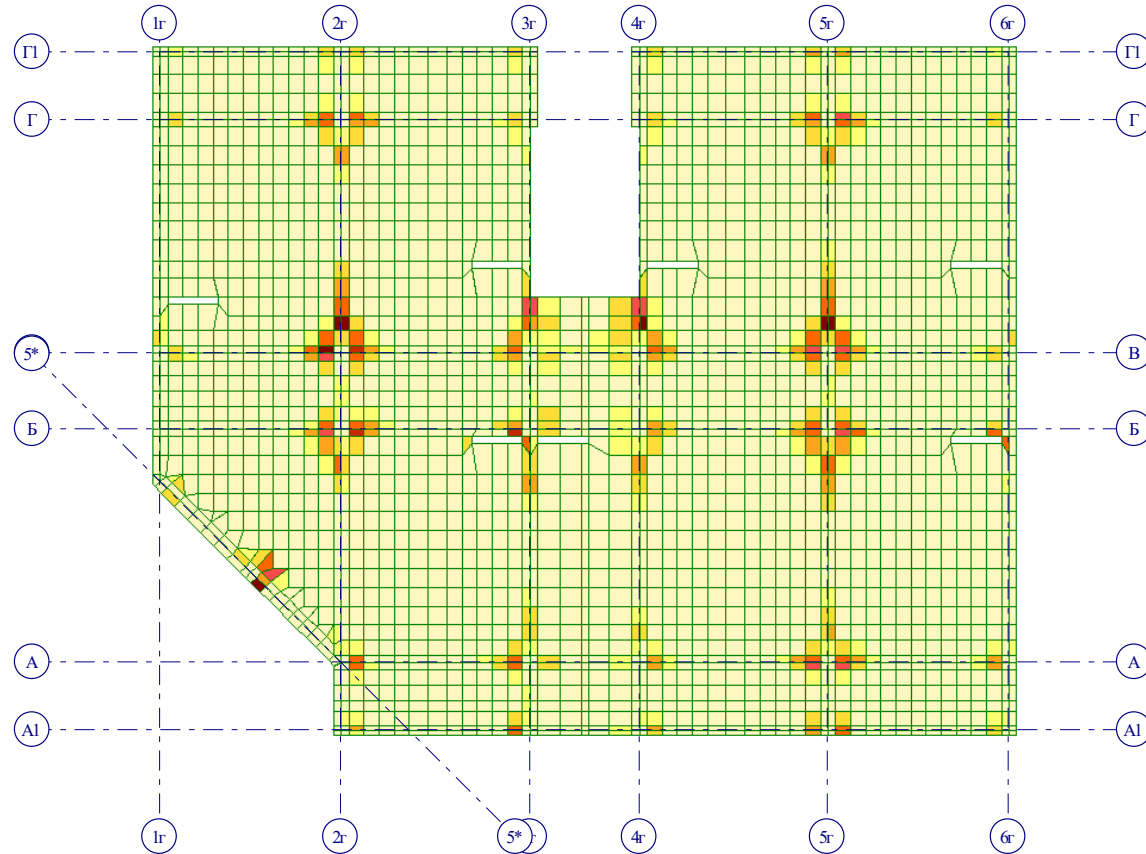 1г 2г 3г 4г 5г 6г
Г1 Г1
Г Г
5* В
Б Б
А А
А1 А1
1г 2г 5* г 4г 5г 6г